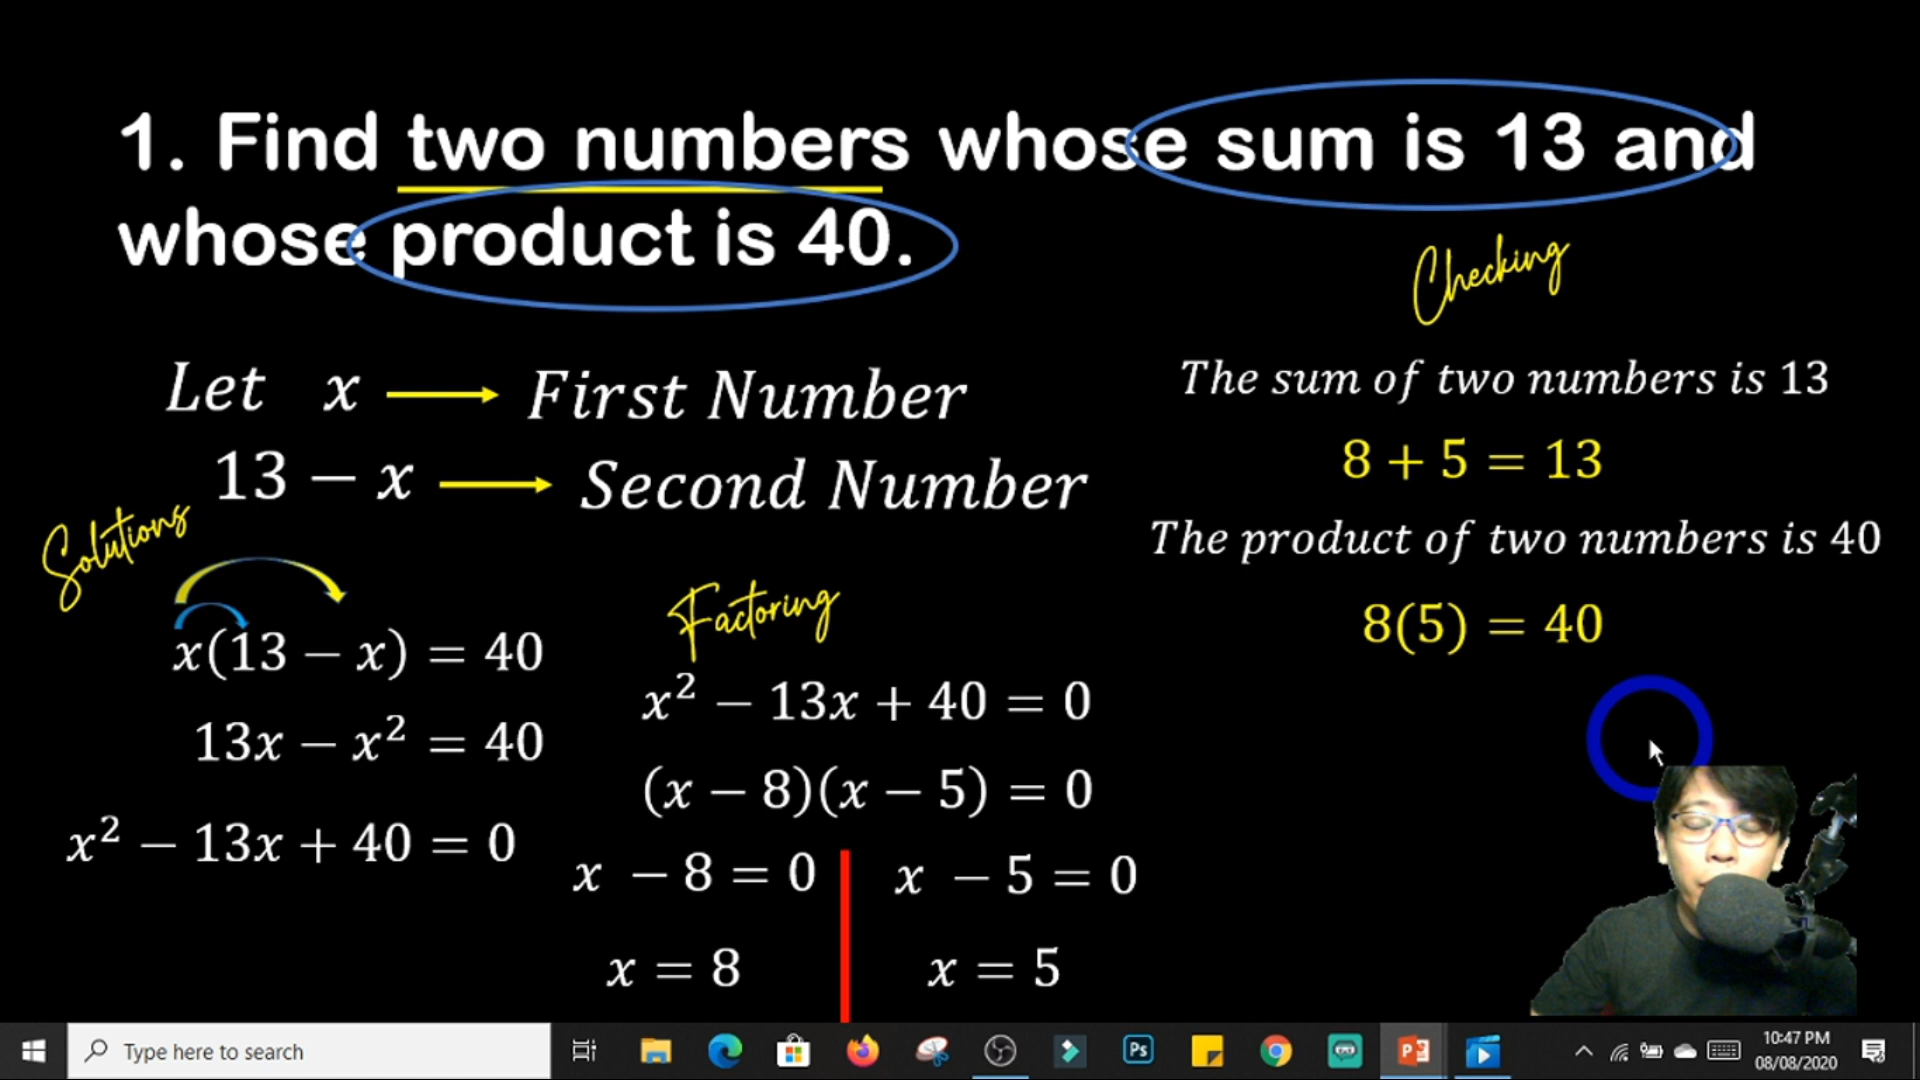 1. Find two numbers whose sum is 13 and
whose product is 40.
Let x → First Number
13 − x → Second Number
Solutions
x(13 − x) = 40
13x − x² = 40
x² − 13x + 40 = 0
Factoring
x² − 13x + 40 = 0
(x − 8)(x − 5) = 0
x − 8 = 0
x = 8
x − 5 = 0
x = 5
Checking
The sum of two numbers is 13
8 + 5 = 13
The product of two numbers is 40
8(5) = 40
Type here to search
Ps
P
10:47 PM
08/08/2020